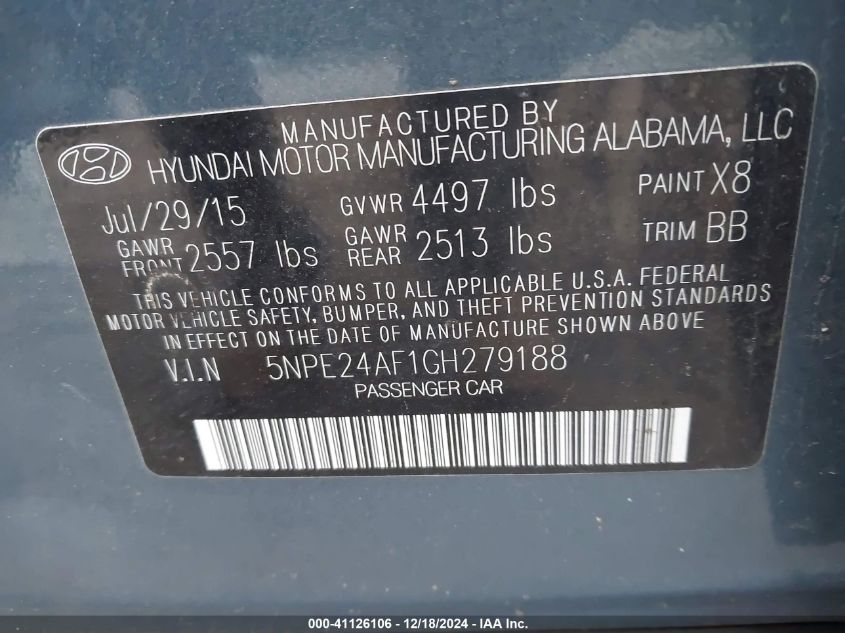 MANUFACTURED BY
HYUNDAI MOTOR MANUFACTURING ALABAMA, LLC
Jul/29/15 GVWR 4497 lbs PAINT X8
GAWR FRONT 2557 lbs GAWR REAR 2513 lbs TRIM BB
THIS VEHICLE CONFORMS TO ALL APPLICABLE U.S.A. FEDERAL
MOTOR VEHICLE SAFETY, BUMPER, AND THEFT PREVENTION STANDARDS
IN EFFECT ON THE DATE OF MANUFACTURE SHOWN ABOVE
V.I.N 5NPE24AF1GH279188
PASSENGER CAR
000-41126106 - 12/18/2024 - IAA Inc.